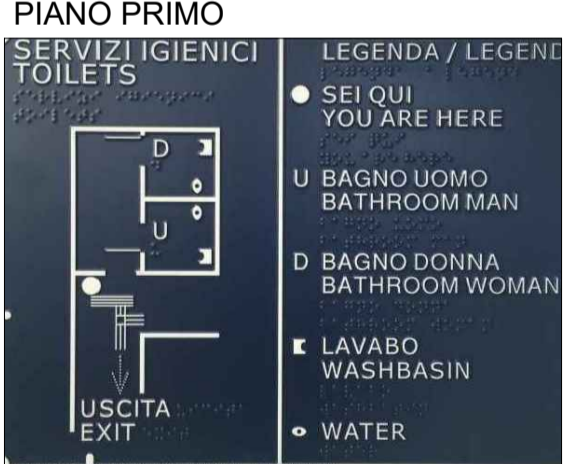 PIANO PRIMO
SERVIZI IGIENICI
TOILETS
D
U
USCITA
EXIT
LEGENDA / LEGEND
SEI QUI
YOU ARE HERE
U BAGNO UOMO
BATHROOM MAN
D BAGNO DONNA
BATHROOM WOMAN
LAVABO
WASHBASIN
WATER